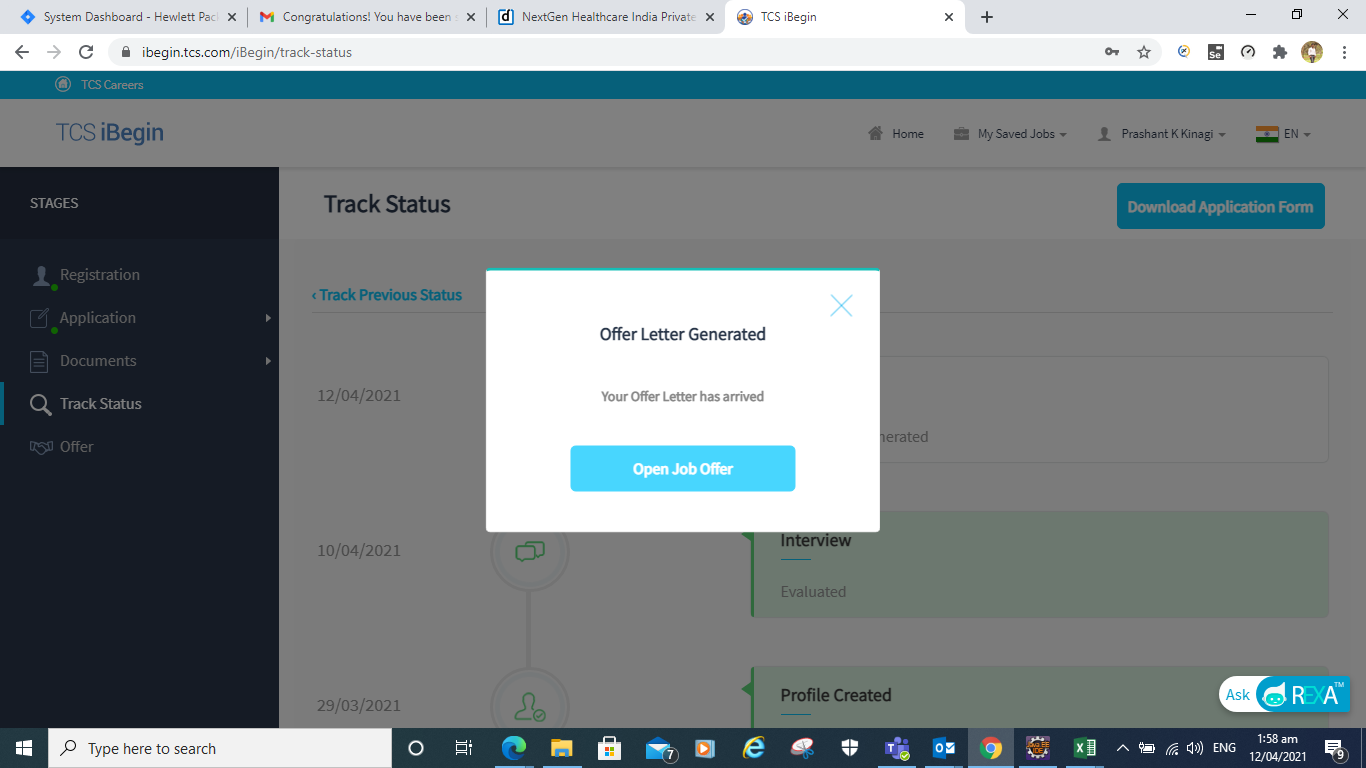 System Dashboard - Hewlett Pac
Congratulations! You have been s
NextGen Healthcare India Private
TCS iBegin
ibegin.tcs.com/iBegin/track-status
TCS Careers
TCS iBegin
Home
My Saved Jobs
Prashant K Kinagi
EN
STAGES
Registration
Application
Documents
Track Status
Offer
Track Status
Download Application Form
‹ Track Previous Status
Offer Letter Generated
Your Offer Letter has arrived
Open Job Offer
12/04/2021
nerated
10/04/2021
Interview
Evaluated
29/03/2021
Profile Created
Ask REXA™
Type here to search
7
ENG
1:58 am
12/04/2021
9